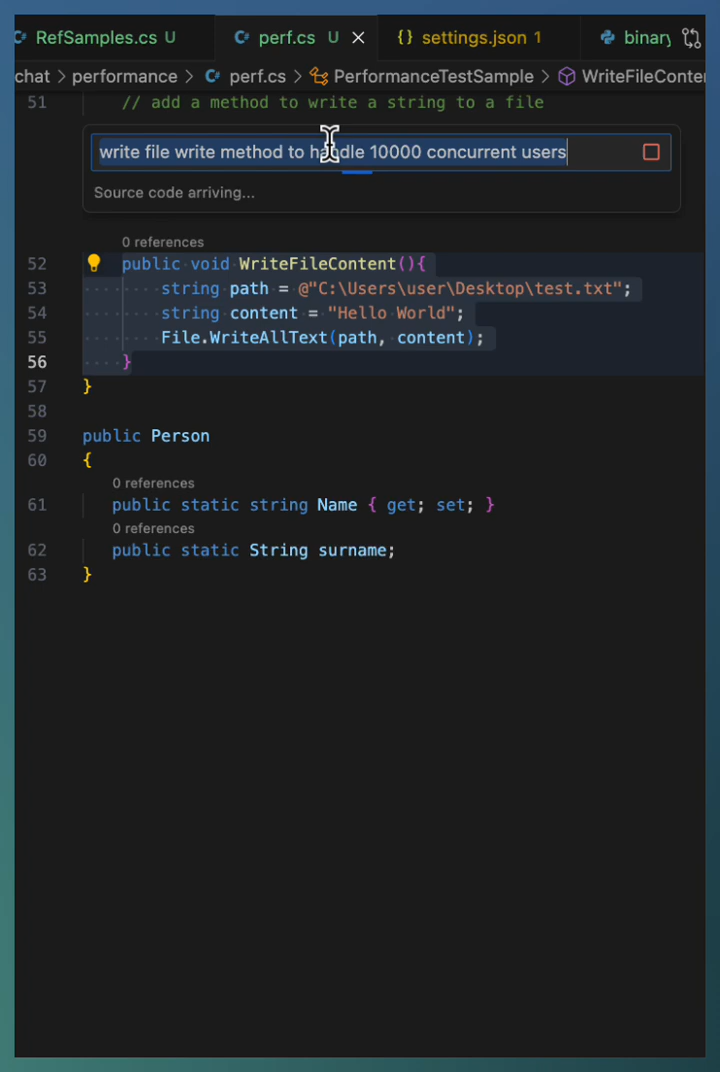 RefSamples.cs U perf.cs U {} settings.json 1 binary
chat > performance > perf.cs > PerformanceTestSample > WriteFileConte
51 // add a method to write a string to a file
write file write method to handle 10000 concurrent users
Source code arriving...
0 references
52 public void WriteFileContent(){
53 string path = @"C:\Users\user\Desktop\test.txt";
54 string content = "Hello World";
55 File.WriteAllText(path, content);
56 }
57 }
58
59 public Person
60 {
0 references
61 public static string Name { get; set; }
0 references
62 public static String surname;
63 }